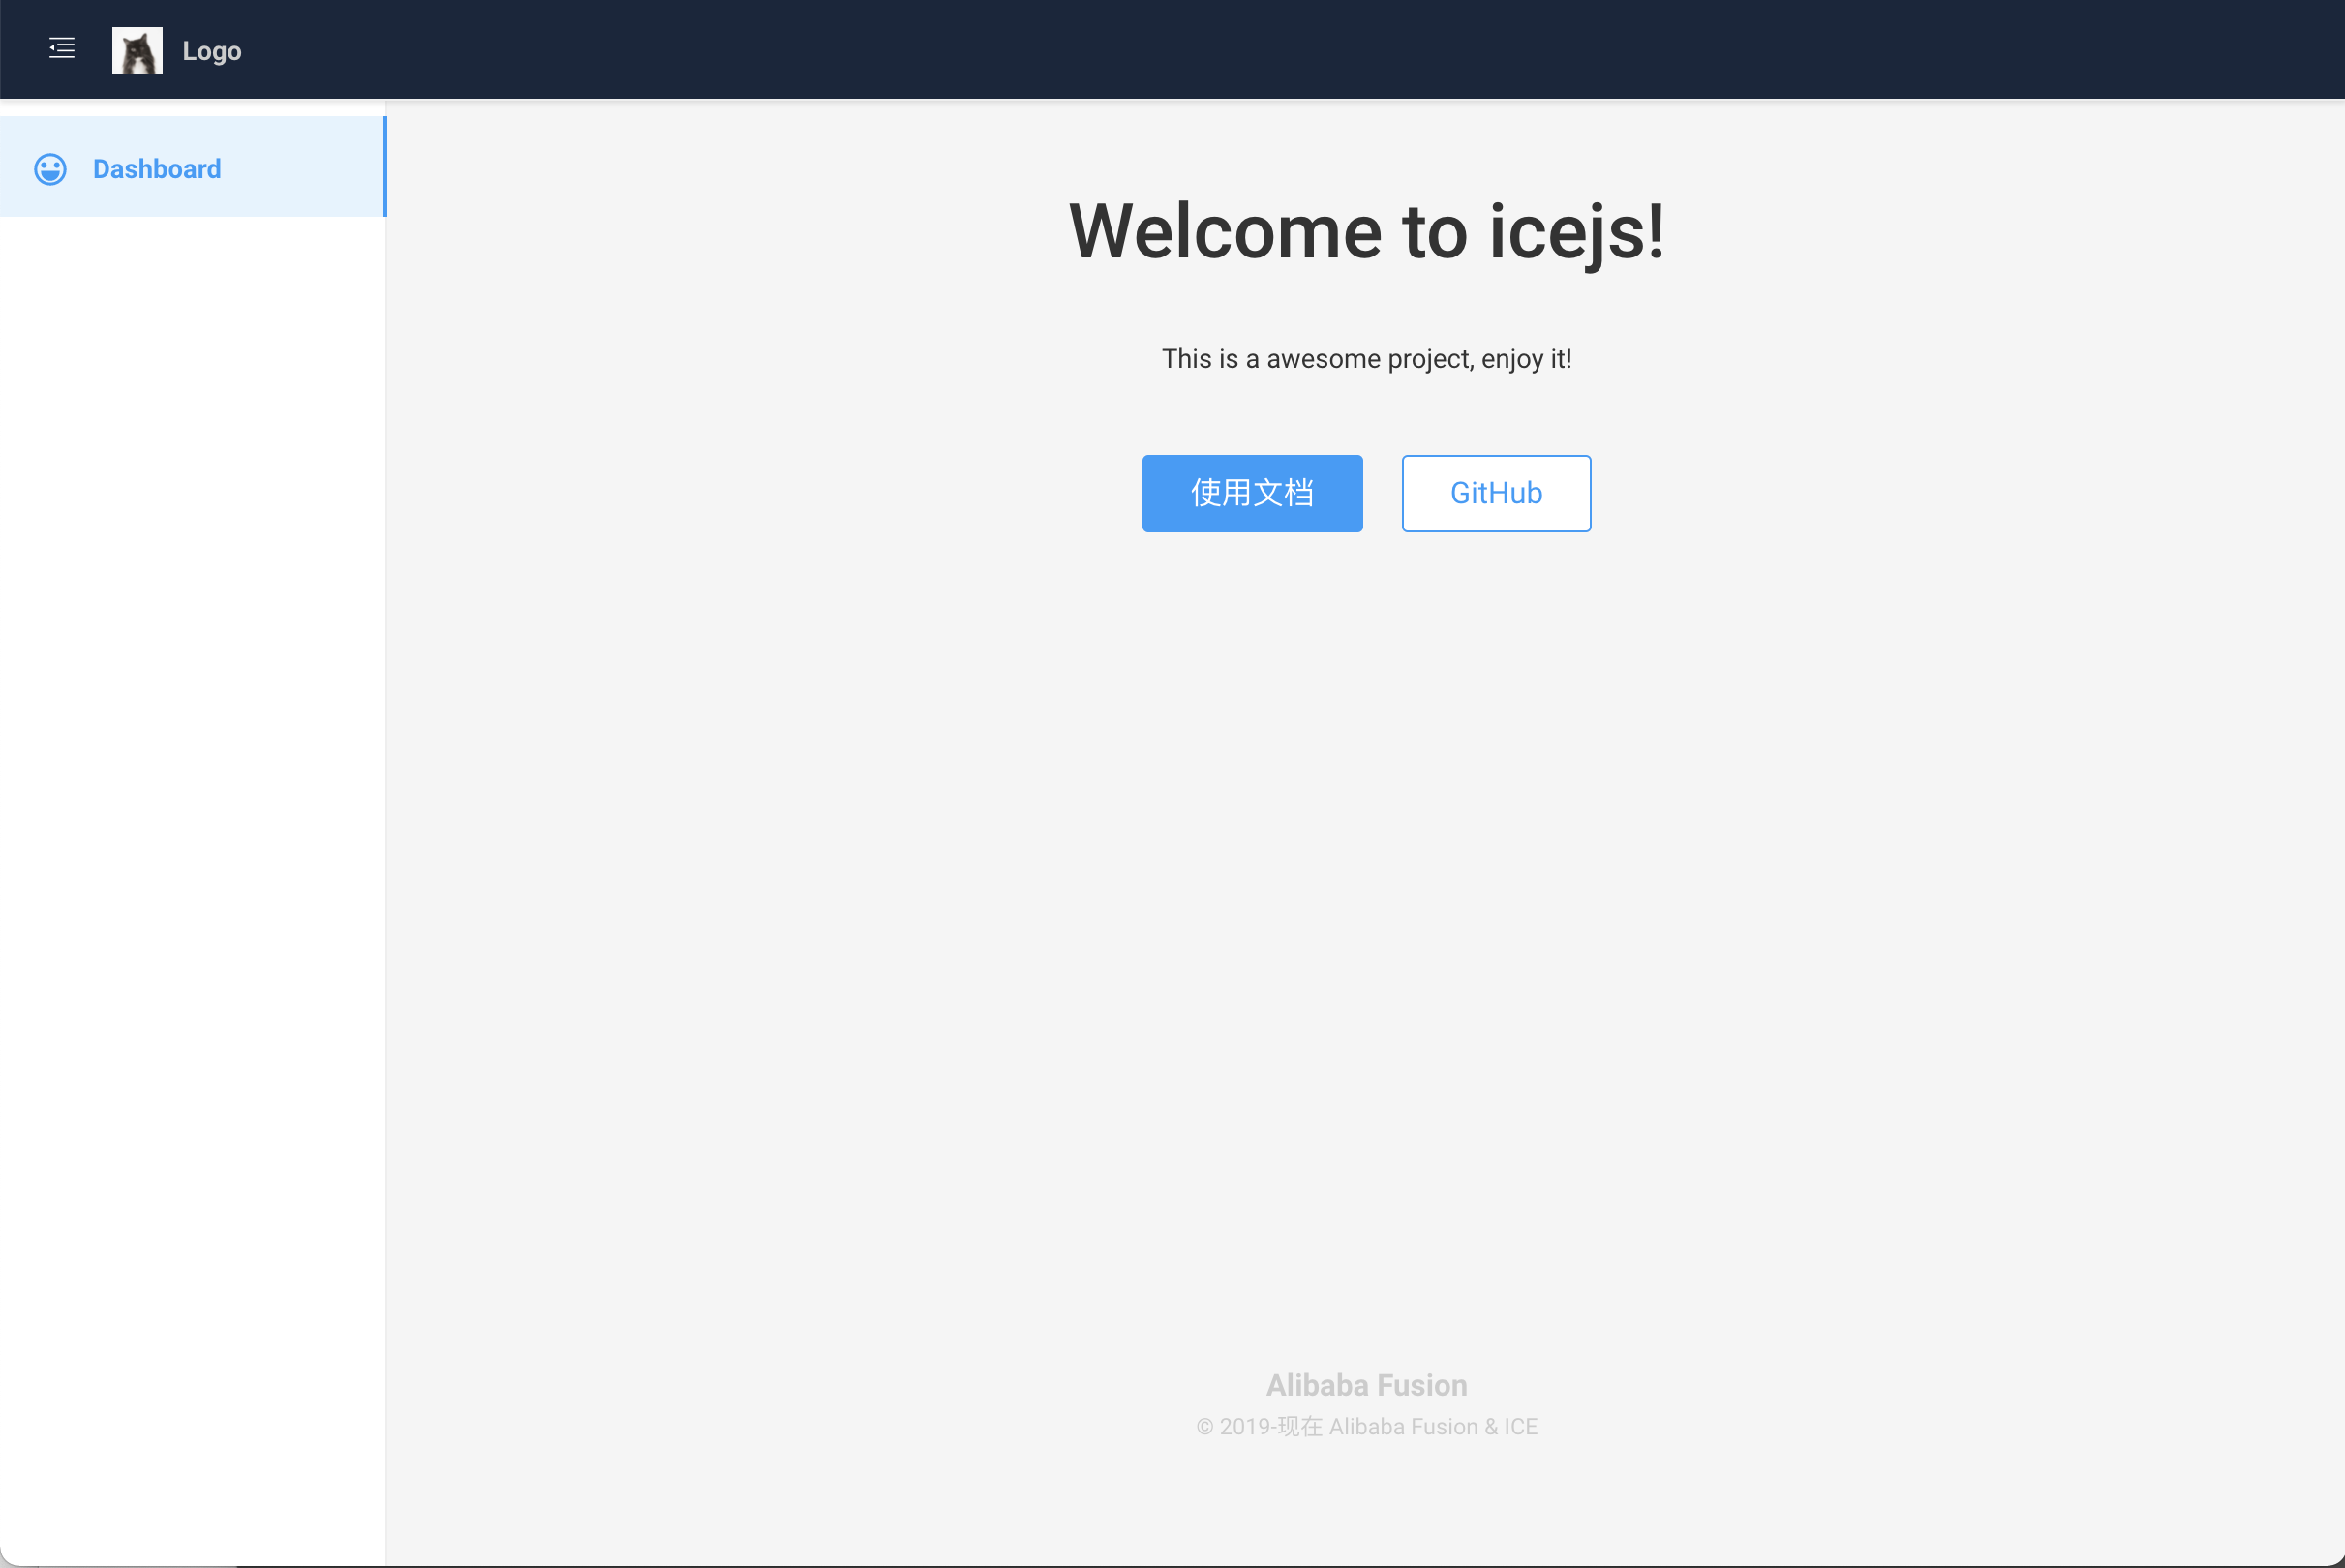 Logo
Dashboard
Welcome to icejs!
This is a awesome project, enjoy it!
使用文档
GitHub
Alibaba Fusion
© 2019-现在 Alibaba Fusion & ICE